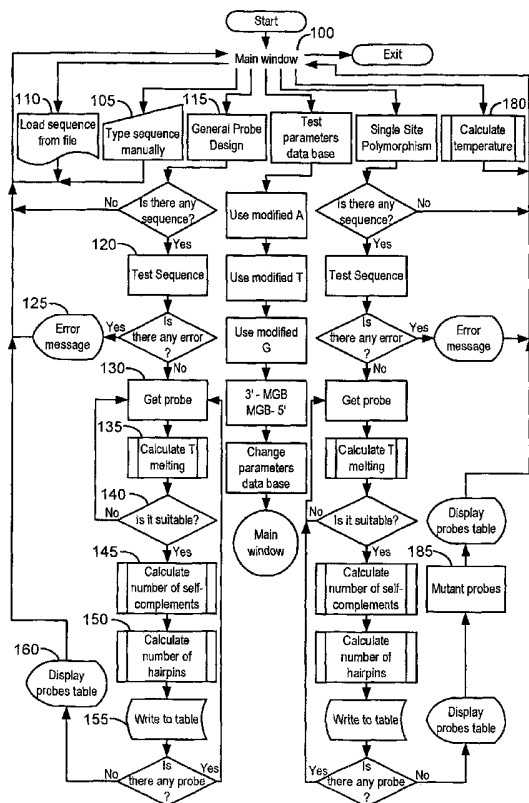 Start
100
Main window
Exit
110
105
115
180
Load sequence
from file
Type sequence
manually
General Probe
Design
Test
parameters
data base
Single Site
Polymorphism
Calculate
temperature
No
Is there any
sequence?
Yes
Use modified A
Is there any
sequence?
No
Yes
120
Test Sequence
Use modified T
Test Sequence
125
Error
message
Yes
Is
there any error
?
No
Use modified
G
Is
there any error
?
Yes
No
Error
message
130
Get probe
3' - MGB
MGB- 5'
Get probe
135
Calculate T
melting
Change
parameters
data base
Calculate T
melting
140
No
Is it suitable?
Yes
Main
window
No
Is it suitable?
Yes
Display
probes table
145
Calculate
number of self-
complements
Calculate
number of self-
complements
185
Mutant probes
150
Calculate
number of
hairpins
Calculate
number of
hairpins
160
Display
probes table
155
Write to table
Write to table
Display
probes table
No
Is
there any probe
?
Yes
Yes
Is
there any probe
?
No